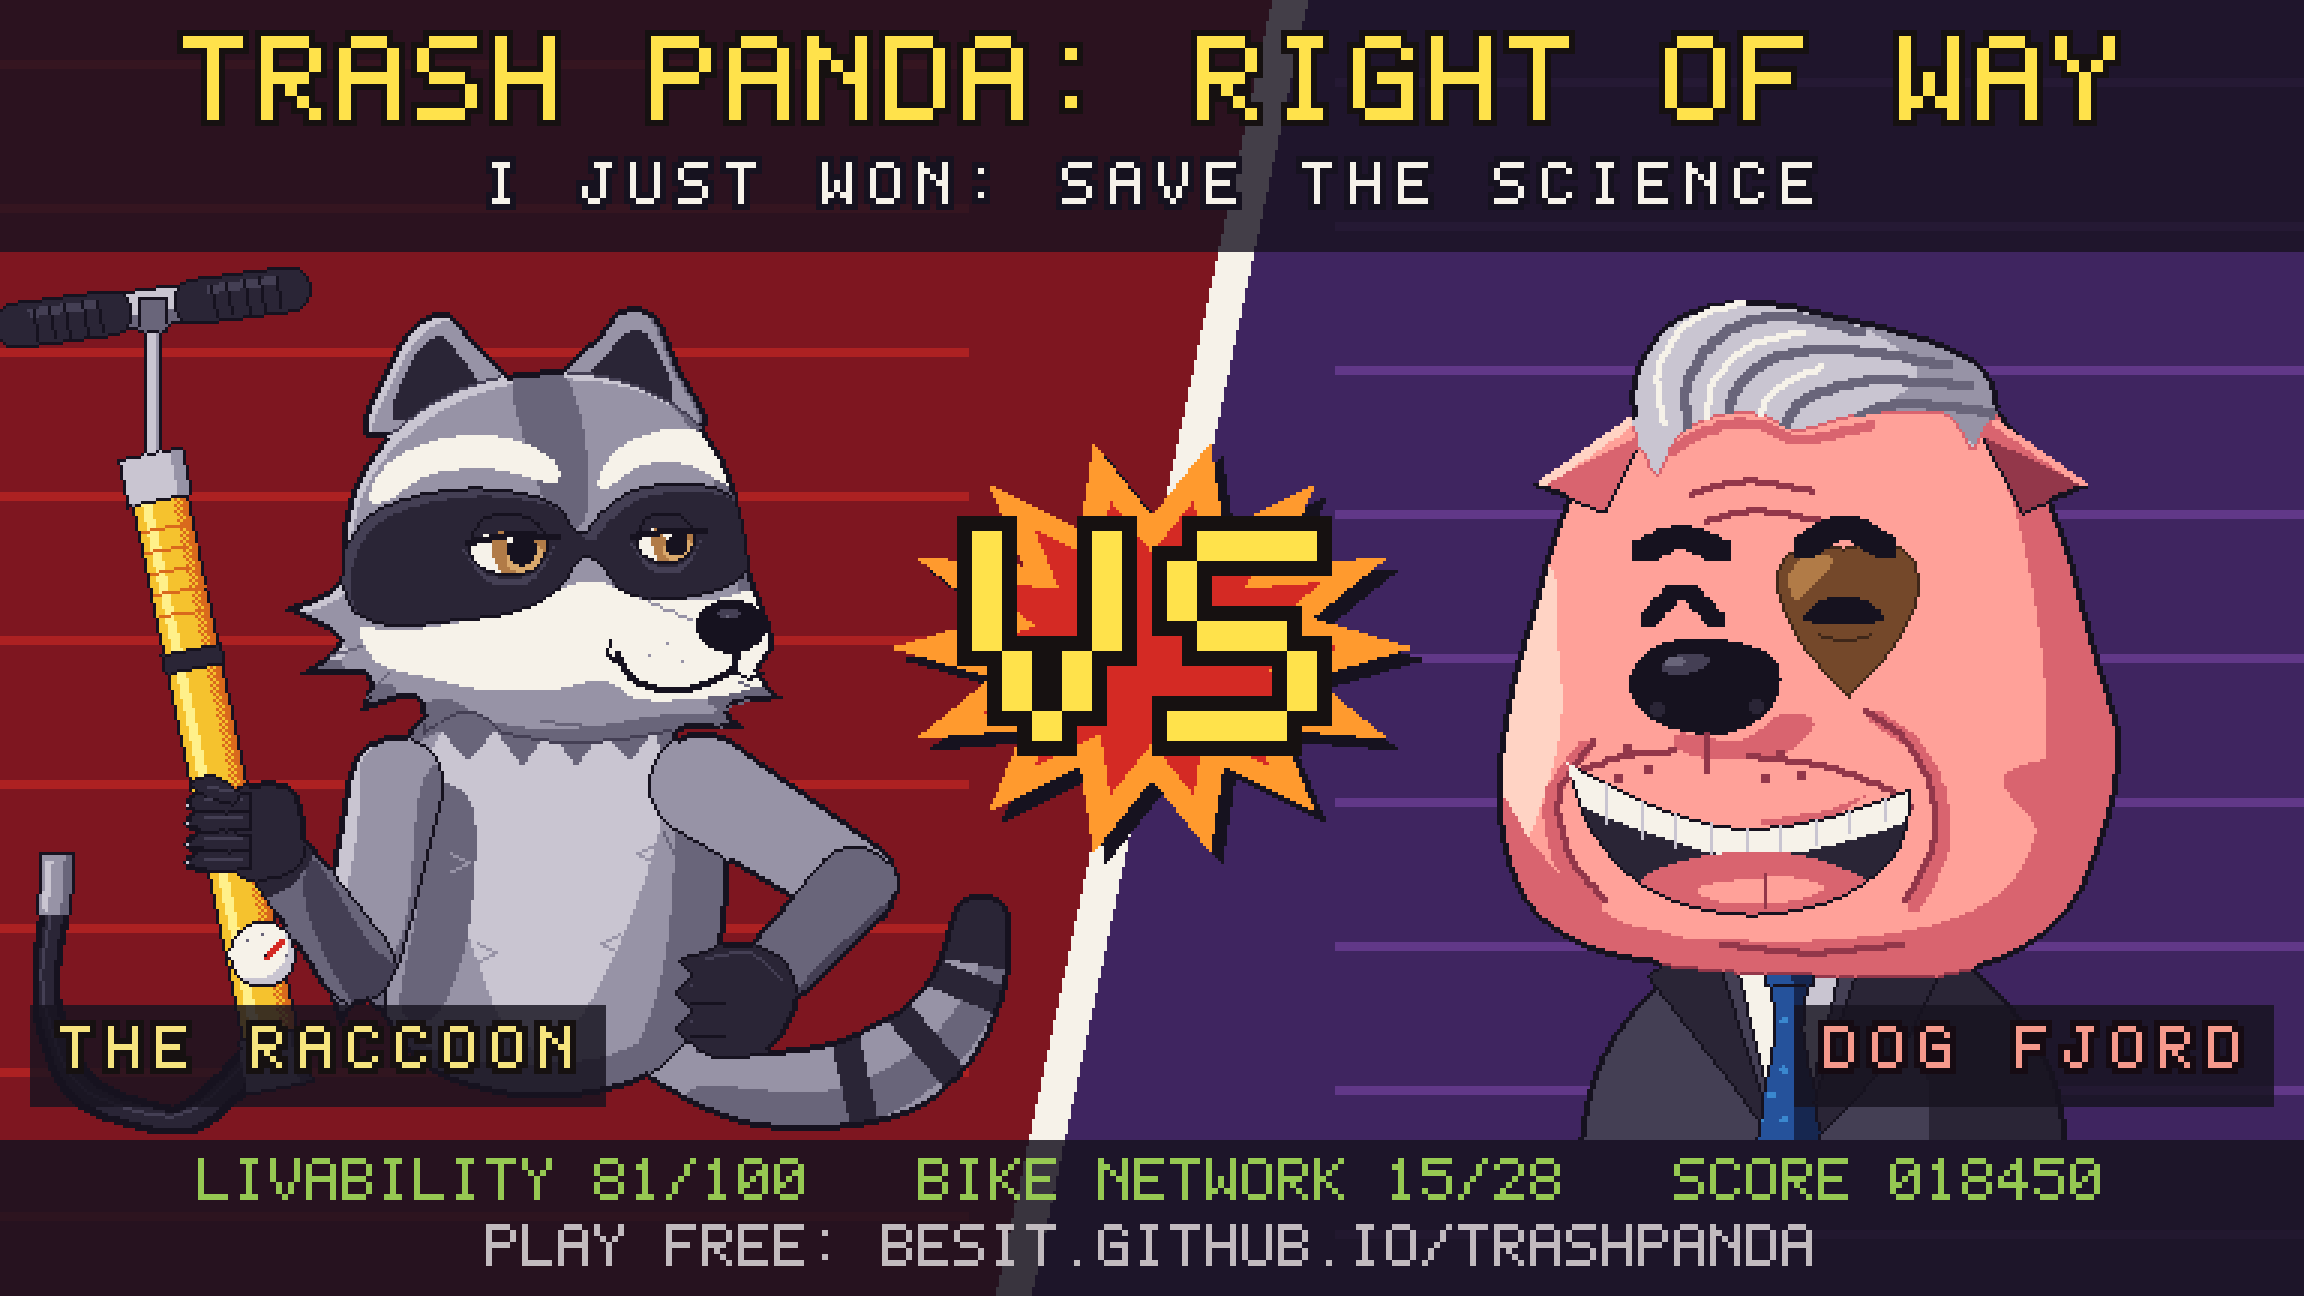 TRASH PANDA: RIGHT OF WAY
I JUST WON: SAVE THE SCIENCE
VS
THE RACCOON
DOG FJORD
LIVABILITY 81/100 BIKE NETWORK 15/28 SCORE 018450
PLAY FREE: BESIT.GITHUB.IO/TRASHPANDA